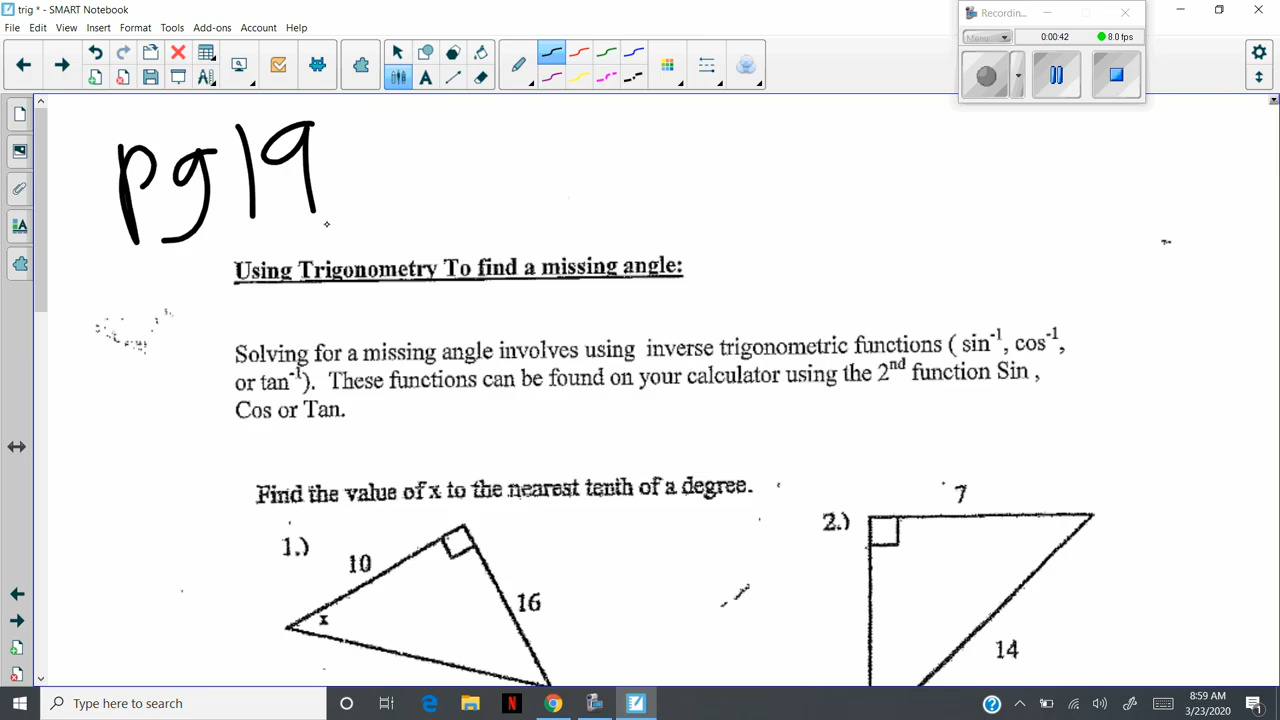 trig * - SMART Notebook
File Edit View Insert Format Tools Add-ons Account Help
Recordin...
Menu
0:00:42
8.0 fps
pg 19
Using Trigonometry To find a missing angle:
Solving for a missing angle involves using inverse trigonometric functions ( sin⁻¹, cos⁻¹,
or tan⁻¹). These functions can be found on your calculator using the 2ⁿᵈ function Sin ,
Cos or Tan.
Find the value of x to the nearest tenth of a degree.
1.)
10
x
16
2.)
7
14
Type here to search
8:59 AM
3/23/2020